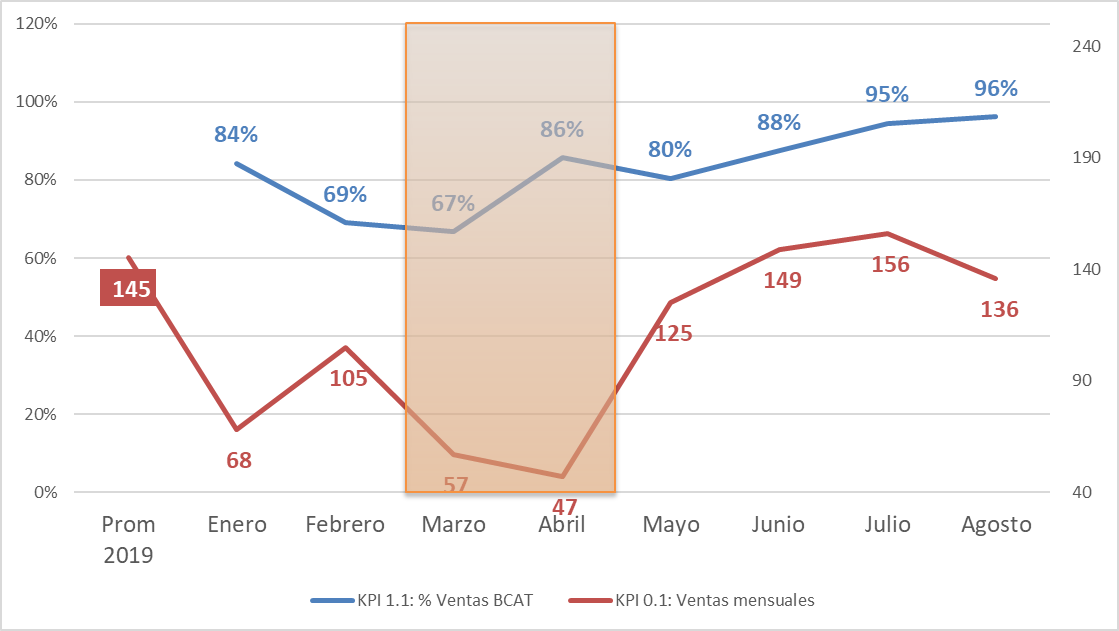 120%
100%
80%
60%
40%
20%
0%
240
190
140
90
40
84%
69%
67%
86%
80%
88%
95%
96%
145
68
105
57
47
125
149
156
136
Prom 2019
Enero
Febrero
Marzo
Abril
Mayo
Junio
Julio
Agosto
KPI 1.1: % Ventas BCAT
KPI 0.1: Ventas mensuales